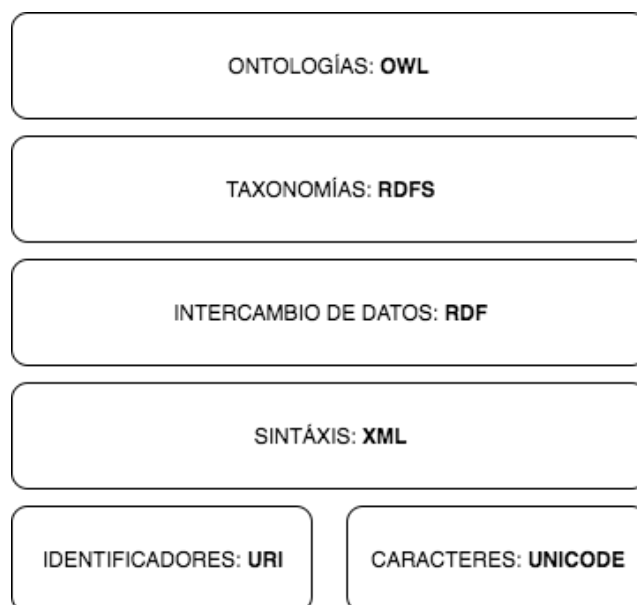 ONTOLOGÍAS: OWL
TAXONOMÍAS: RDFS
INTERCAMBIO DE DATOS: RDF
SINTÁXIS: XML
IDENTIFICADORES: URI
CARACTERES: UNICODE